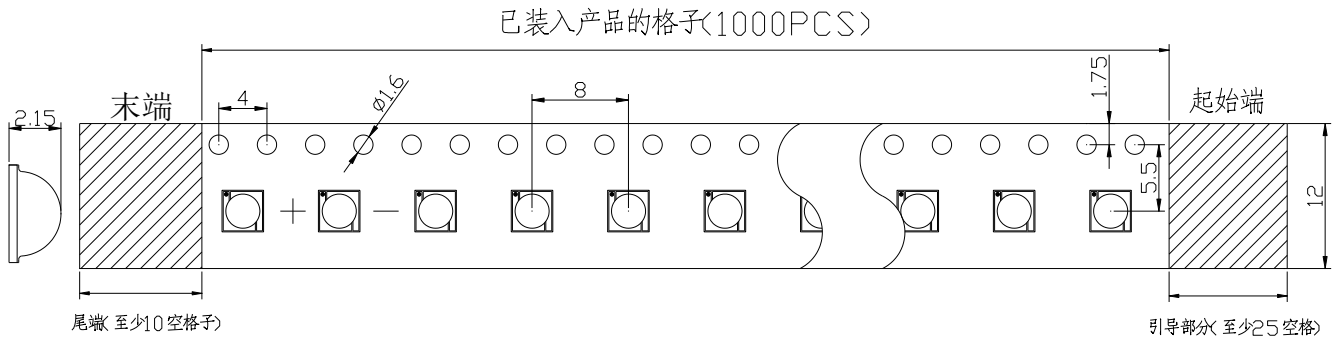 已装入产品的格子(1000PCS)
2.15
末端
4
ø1.6
8
1.75
起始端
+
-
5.5
12
尾端(至少10空格子)
引导部分(至少25空格)